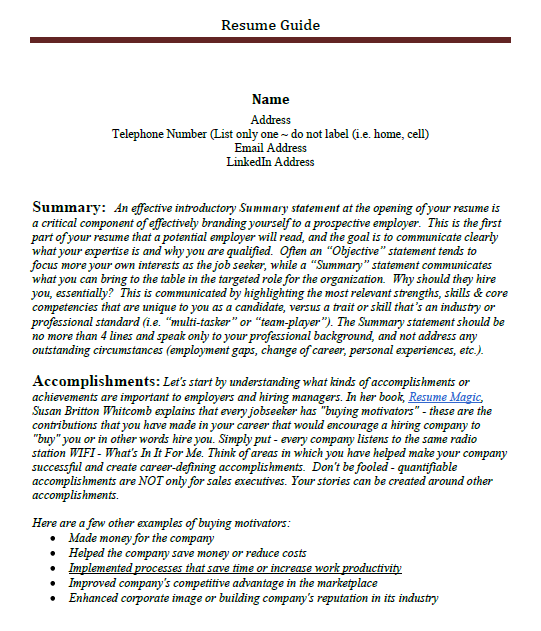 Resume Guide
Name
Address
Telephone Number (List only one ~ do not label (i.e. home, cell)
Email Address
LinkedIn Address
Summary: An effective introductory Summary statement at the opening of your resume is
a critical component of effectively branding yourself to a prospective employer. This is the first
part of your resume that a potential employer will read, and the goal is to communicate clearly
what your expertise is and why you are qualified. Often an “Objective” statement tends to
focus more your own interests as the job seeker, while a “Summary” statement communicates
what you can bring to the table in the targeted role for the organization. Why should they hire
you, essentially? This is communicated by highlighting the most relevant strengths, skills & core
competencies that are unique to you as a candidate, versus a trait or skill that’s an industry or
professional standard (i.e. “multi-tasker” or “team-player”). The Summary statement should be
no more than 4 lines and speak only to your professional background, and not address any
outstanding circumstances (employment gaps, change of career, personal experiences, etc.).
Accomplishments: Let's start by understanding what kinds of accomplishments or
achievements are important to employers and hiring managers. In her book, Resume Magic,
Susan Britton Whitcomb explains that every jobseeker has "buying motivators" - these are the
contributions that you have made in your career that would encourage a hiring company to
"buy" you or in other words hire you. Simply put - every company listens to the same radio
station WIFI - What's In It For Me. Think of areas in which you have helped make your company
successful and create career-defining accomplishments. Don't be fooled - quantifiable
accomplishments are NOT only for sales executives. Your stories can be created around other
accomplishments.
Here are a few other examples of buying motivators:
• Made money for the company
• Helped the company save money or reduce costs
• Implemented processes that save time or increase work productivity
• Improved company's competitive advantage in the marketplace
• Enhanced corporate image or building company's reputation in its industry